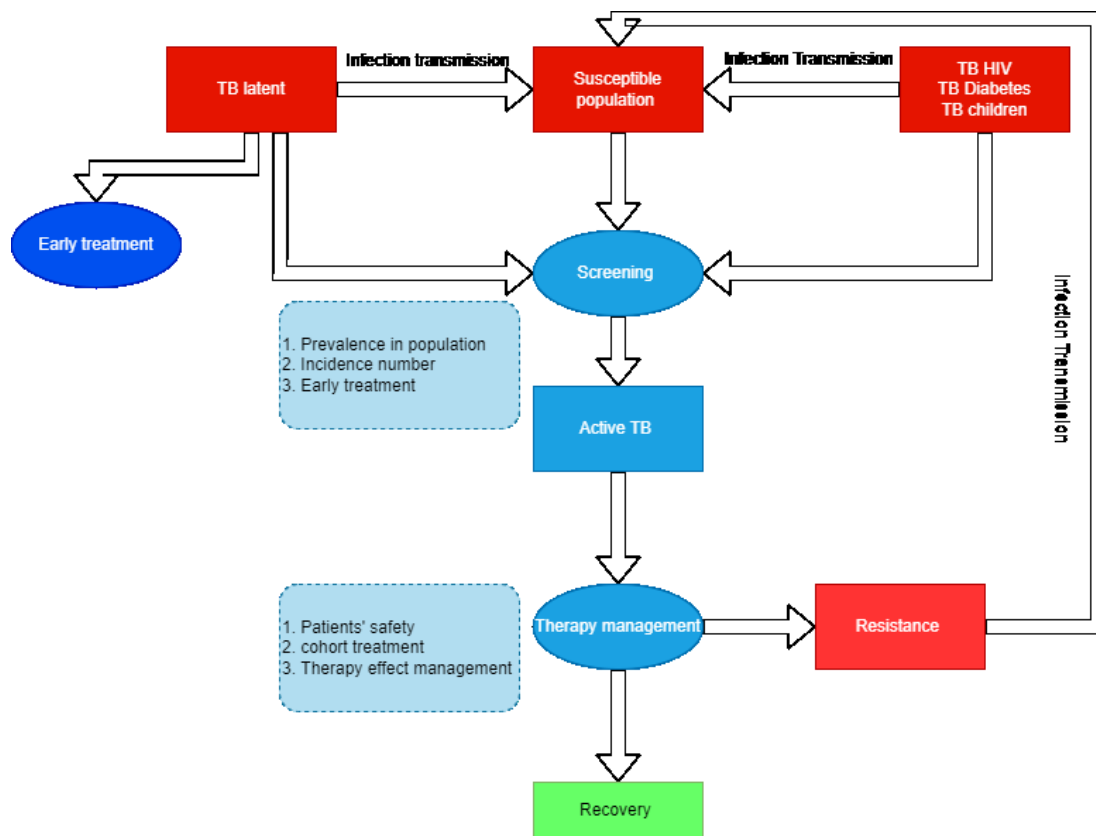 Infection transmission
Infection Transmission
TB latent
Susceptible
population
TB HIV
TB Diabetes
TB children
Early treatment
Screening
Infection Transmission
1. Prevalence in population
2. Incidence number
3. Early treatment
Active TB
1. Patients' safety
2. cohort treatment
3. Therapy effect management
Therapy management
Resistance
Recovery